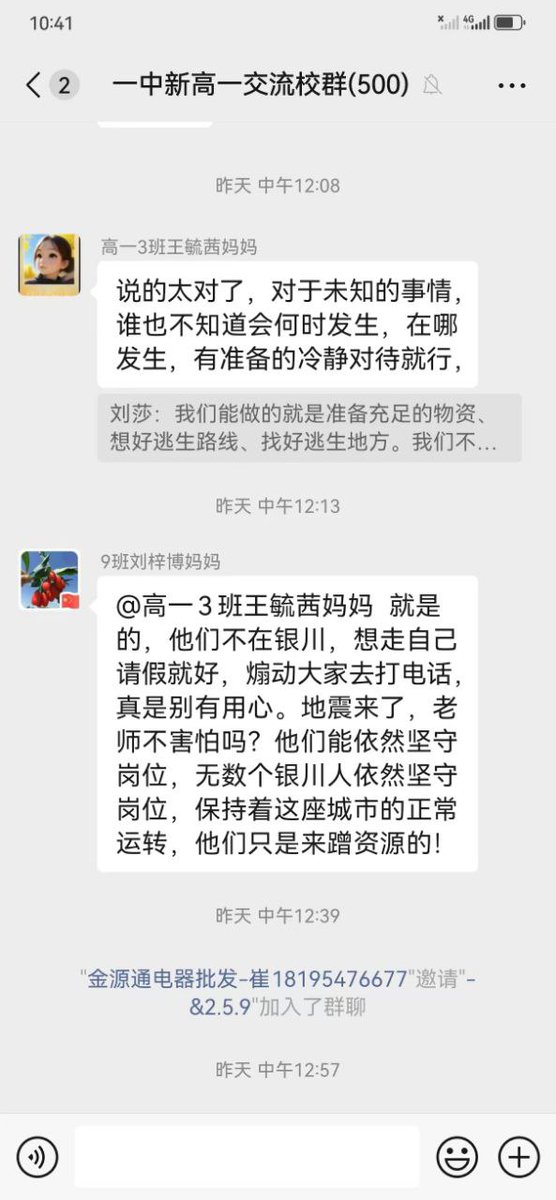 10:41
4G
2
一中新高一交流校群(500)
昨天 中午12:08
高一3班王毓茜妈妈
说的太对了，对于未知的事情，
谁也不知道会何时发生，在哪
发生，有准备的冷静对待就行，
刘莎：我们能做的就是准备充足的物资、
想好逃生路线、找好逃生地方。我们不...
昨天 中午12:13
9班刘梓博妈妈
@高一３班王毓茜妈妈 就是
的，他们不在银川，想走自己
请假就好，煽动大家去打电话，
真是别有用心。地震来了，老
师不害怕吗？他们能依然坚守
岗位，无数个银川人依然坚守
岗位，保持着这座城市的正常
运转，他们只是来蹭资源的！
昨天 中午12:39
"金源通电器批发-崔18195476677"邀请"-
&2.5.9"加入了群聊
昨天 中午12:57